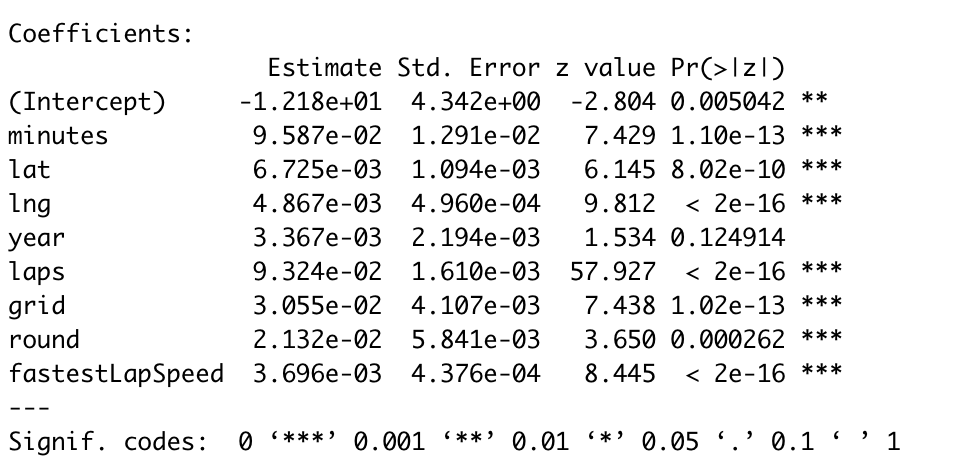 Coefficients:
                  Estimate Std. Error z value Pr(>|z|)
(Intercept)     -1.218e+01  4.342e+00  -2.804 0.005042 **
minutes          9.587e-02  1.291e-02   7.429 1.10e-13 ***
lat              6.725e-03  1.094e-03   6.145 8.02e-10 ***
lng              4.867e-03  4.960e-04   9.812  < 2e-16 ***
year             3.367e-03  2.194e-03   1.534 0.124914
laps             9.324e-02  1.610e-03  57.927  < 2e-16 ***
grid             3.055e-02  4.107e-03   7.438 1.02e-13 ***
round            2.132e-02  5.841e-03   3.650 0.000262 ***
fastestLapSpeed  3.696e-03  4.376e-04   8.445  < 2e-16 ***
---
Signif. codes:  0 ‘***’ 0.001 ‘**’ 0.01 ‘*’ 0.05 ‘.’ 0.1 ‘ ’ 1